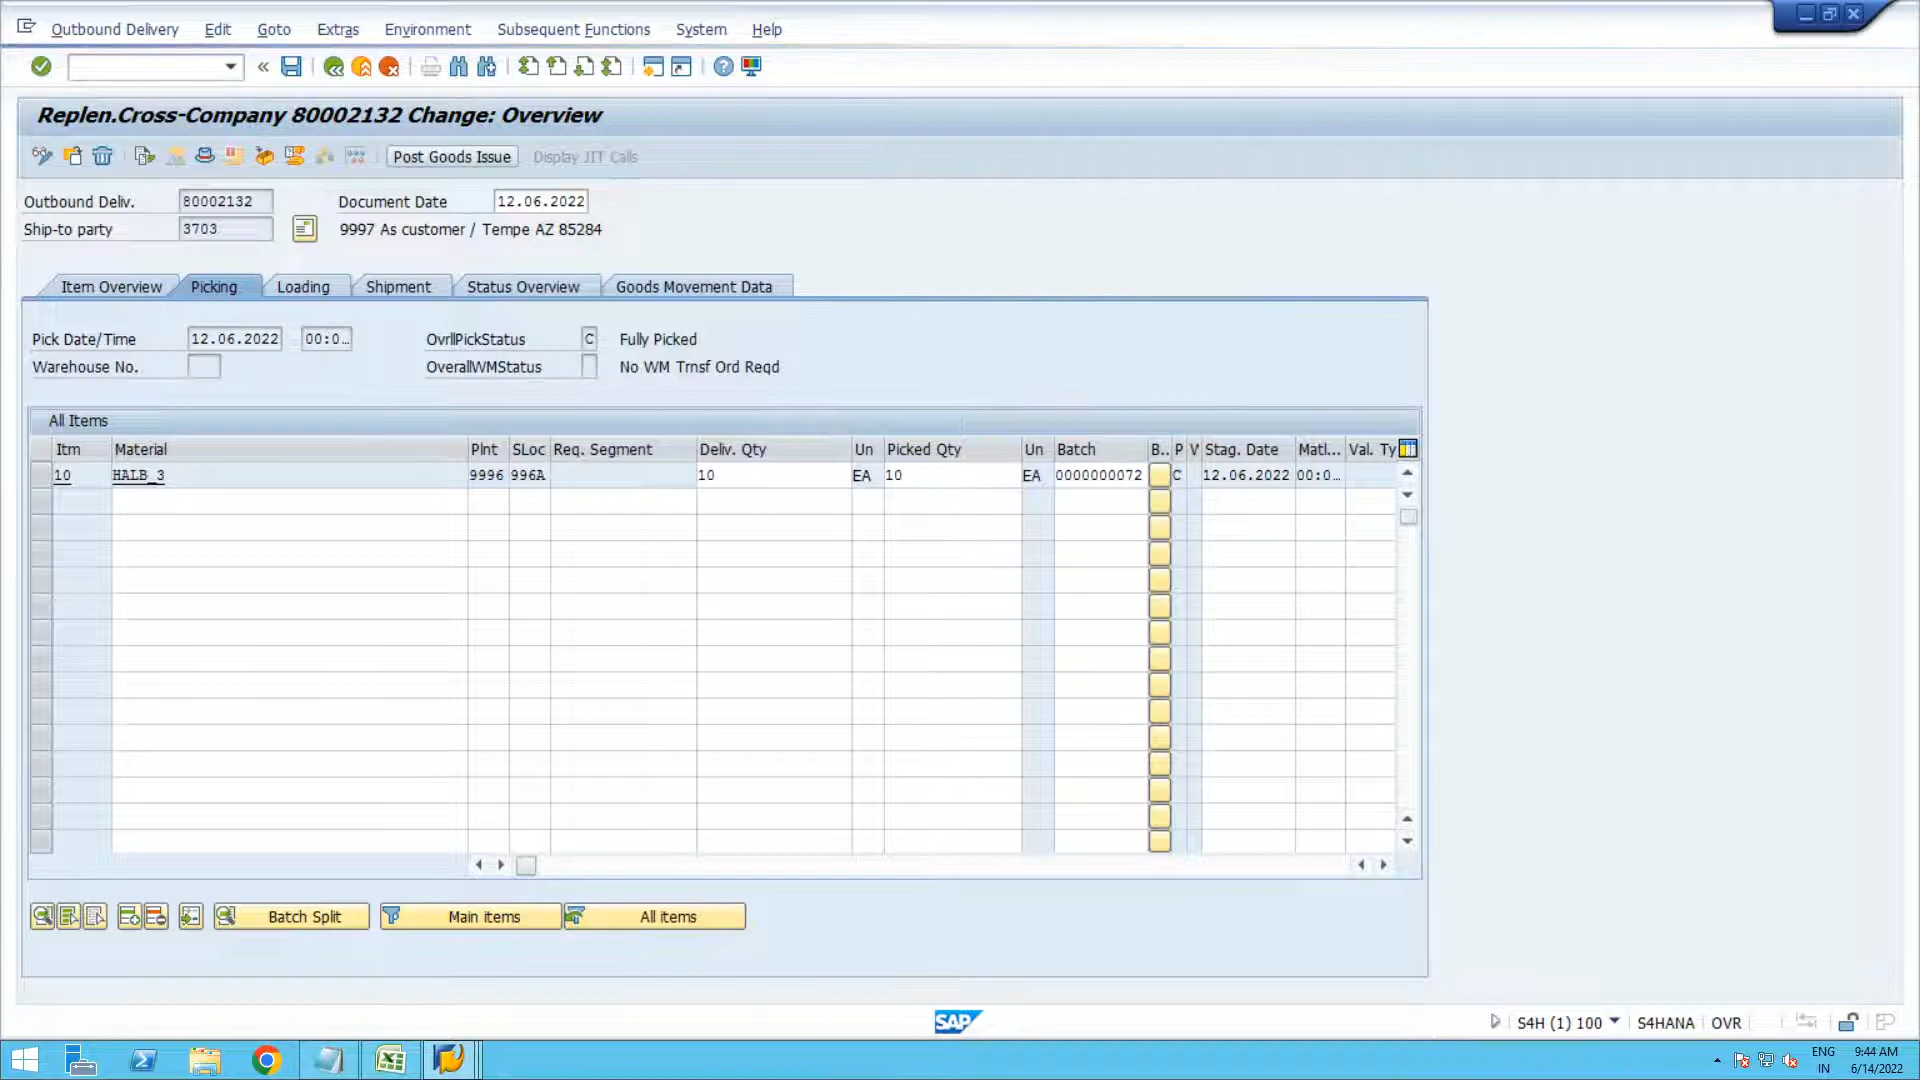 Outbound Delivery Edit Goto Extras Environment Subsequent Functions System Help
Replen.Cross-Company 80002132 Change: Overview
Post Goods Issue Display JIT Calls
Outbound Deliv. 80002132 Document Date 12.06.2022
Ship-to party 3703 9997 As customer / Tempe AZ 85284
Item Overview Picking Loading Shipment Status Overview Goods Movement Data
Pick Date/Time 12.06.2022 00:0… OvrllPickStatus C Fully Picked
Warehouse No. OverallWMStatus No WM Trnsf Ord Reqd
All Items
Itm Material Plnt SLoc Req. Segment Deliv. Qty Un Picked Qty Un Batch B.. P W Stag. Date Matl... Val. Ty
10 HALB_3 9996 996A 10 EA 10 EA 0000000072 C 12.06.2022 00:0…
Batch Split Main items All items
SAP S4H (1) 100 S4HANA OVR
ENG 9:44 AM
IN 6/14/2022